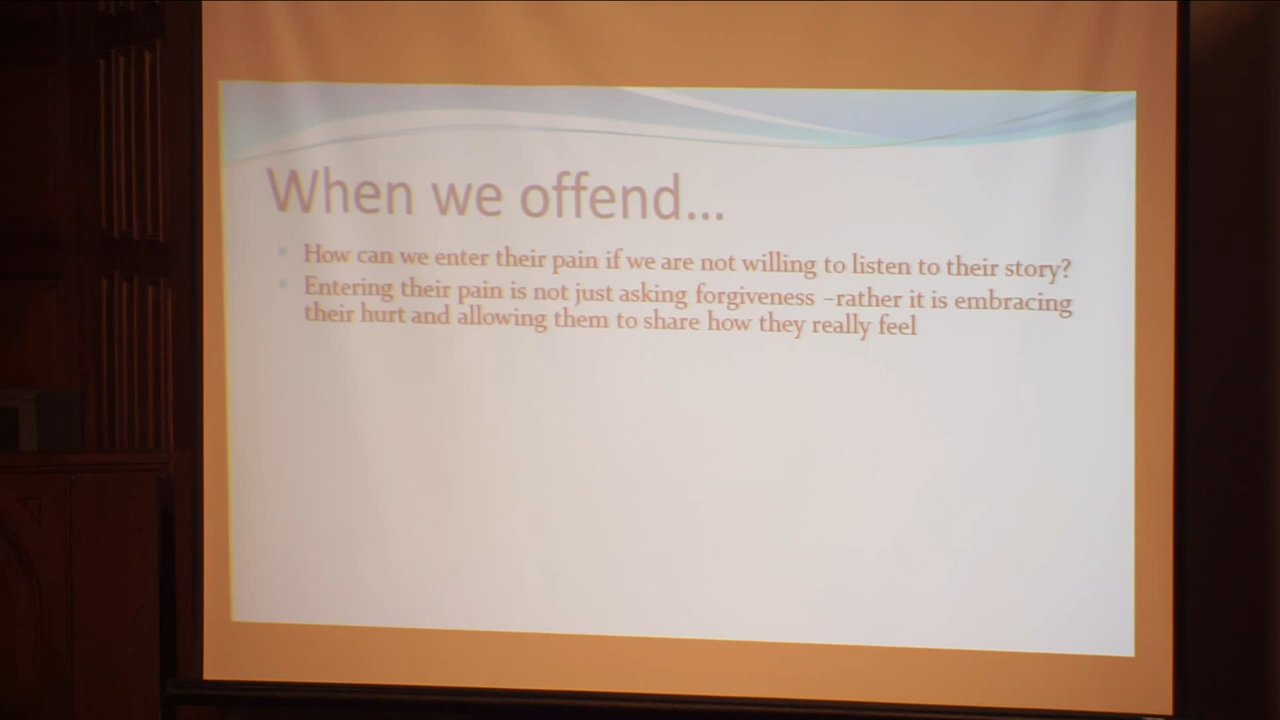 When we offend...
How can we enter their pain if we are not willing to listen to their story?
Entering their pain is not just asking forgiveness –rather it is embracing
their hurt and allowing them to share how they really feel